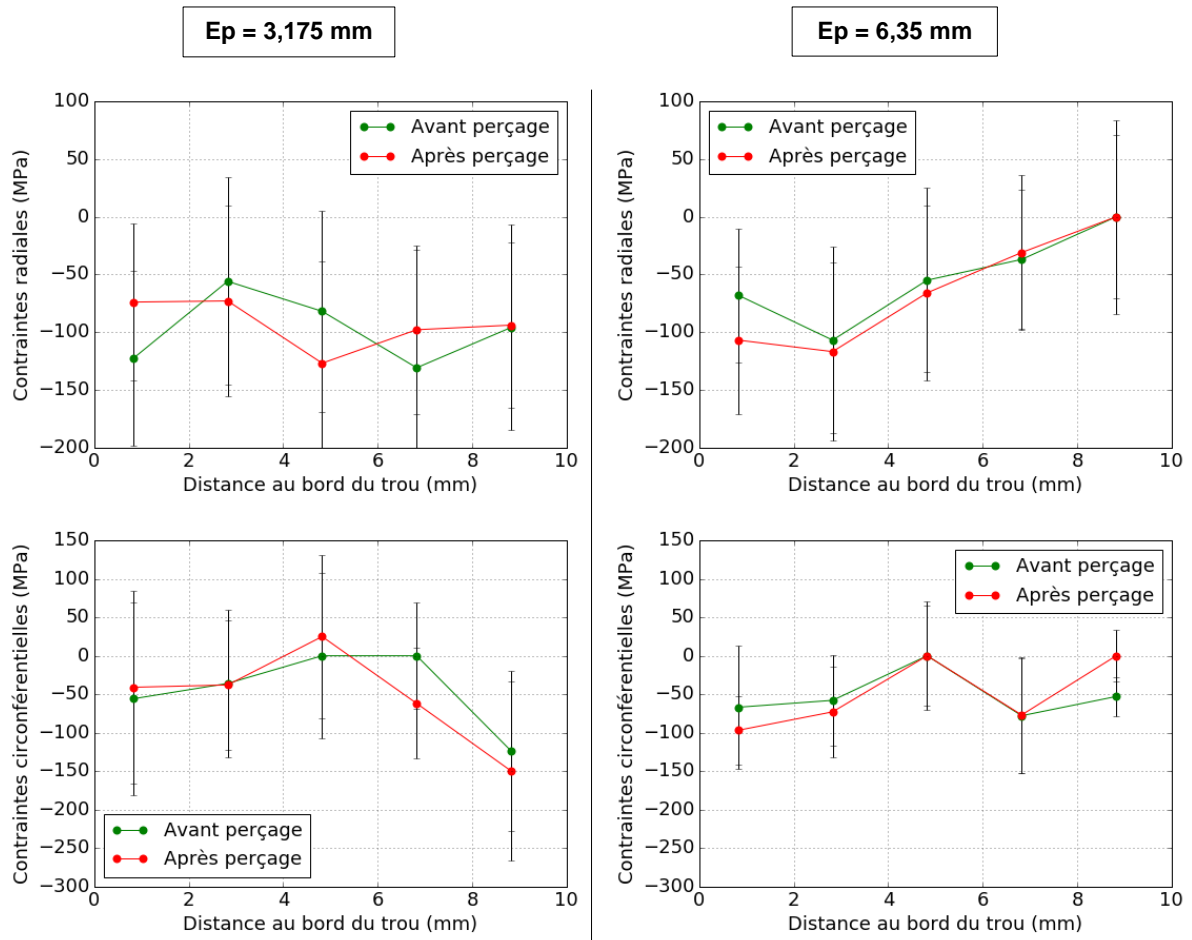 Ep = 3,175 mm
Ep = 6,35 mm
100
50
0
−50
−100
−150
−200
Contraintes radiales (MPa)
Avant perçage
Après perçage
0 2 4 6 8 10
Distance au bord du trou (mm)
100
50
0
−50
−100
−150
−200
Contraintes radiales (MPa)
Avant perçage
Après perçage
0 2 4 6 8 10
Distance au bord du trou (mm)
150
100
50
0
−50
−100
−150
−200
−250
−300
Contraintes circonférentielles (MPa)
Avant perçage
Après perçage
0 2 4 6 8 10
Distance au bord du trou (mm)
150
100
50
0
−50
−100
−150
−200
−250
−300
Contraintes circonférentielles (MPa)
Avant perçage
Après perçage
0 2 4 6 8 10
Distance au bord du trou (mm)